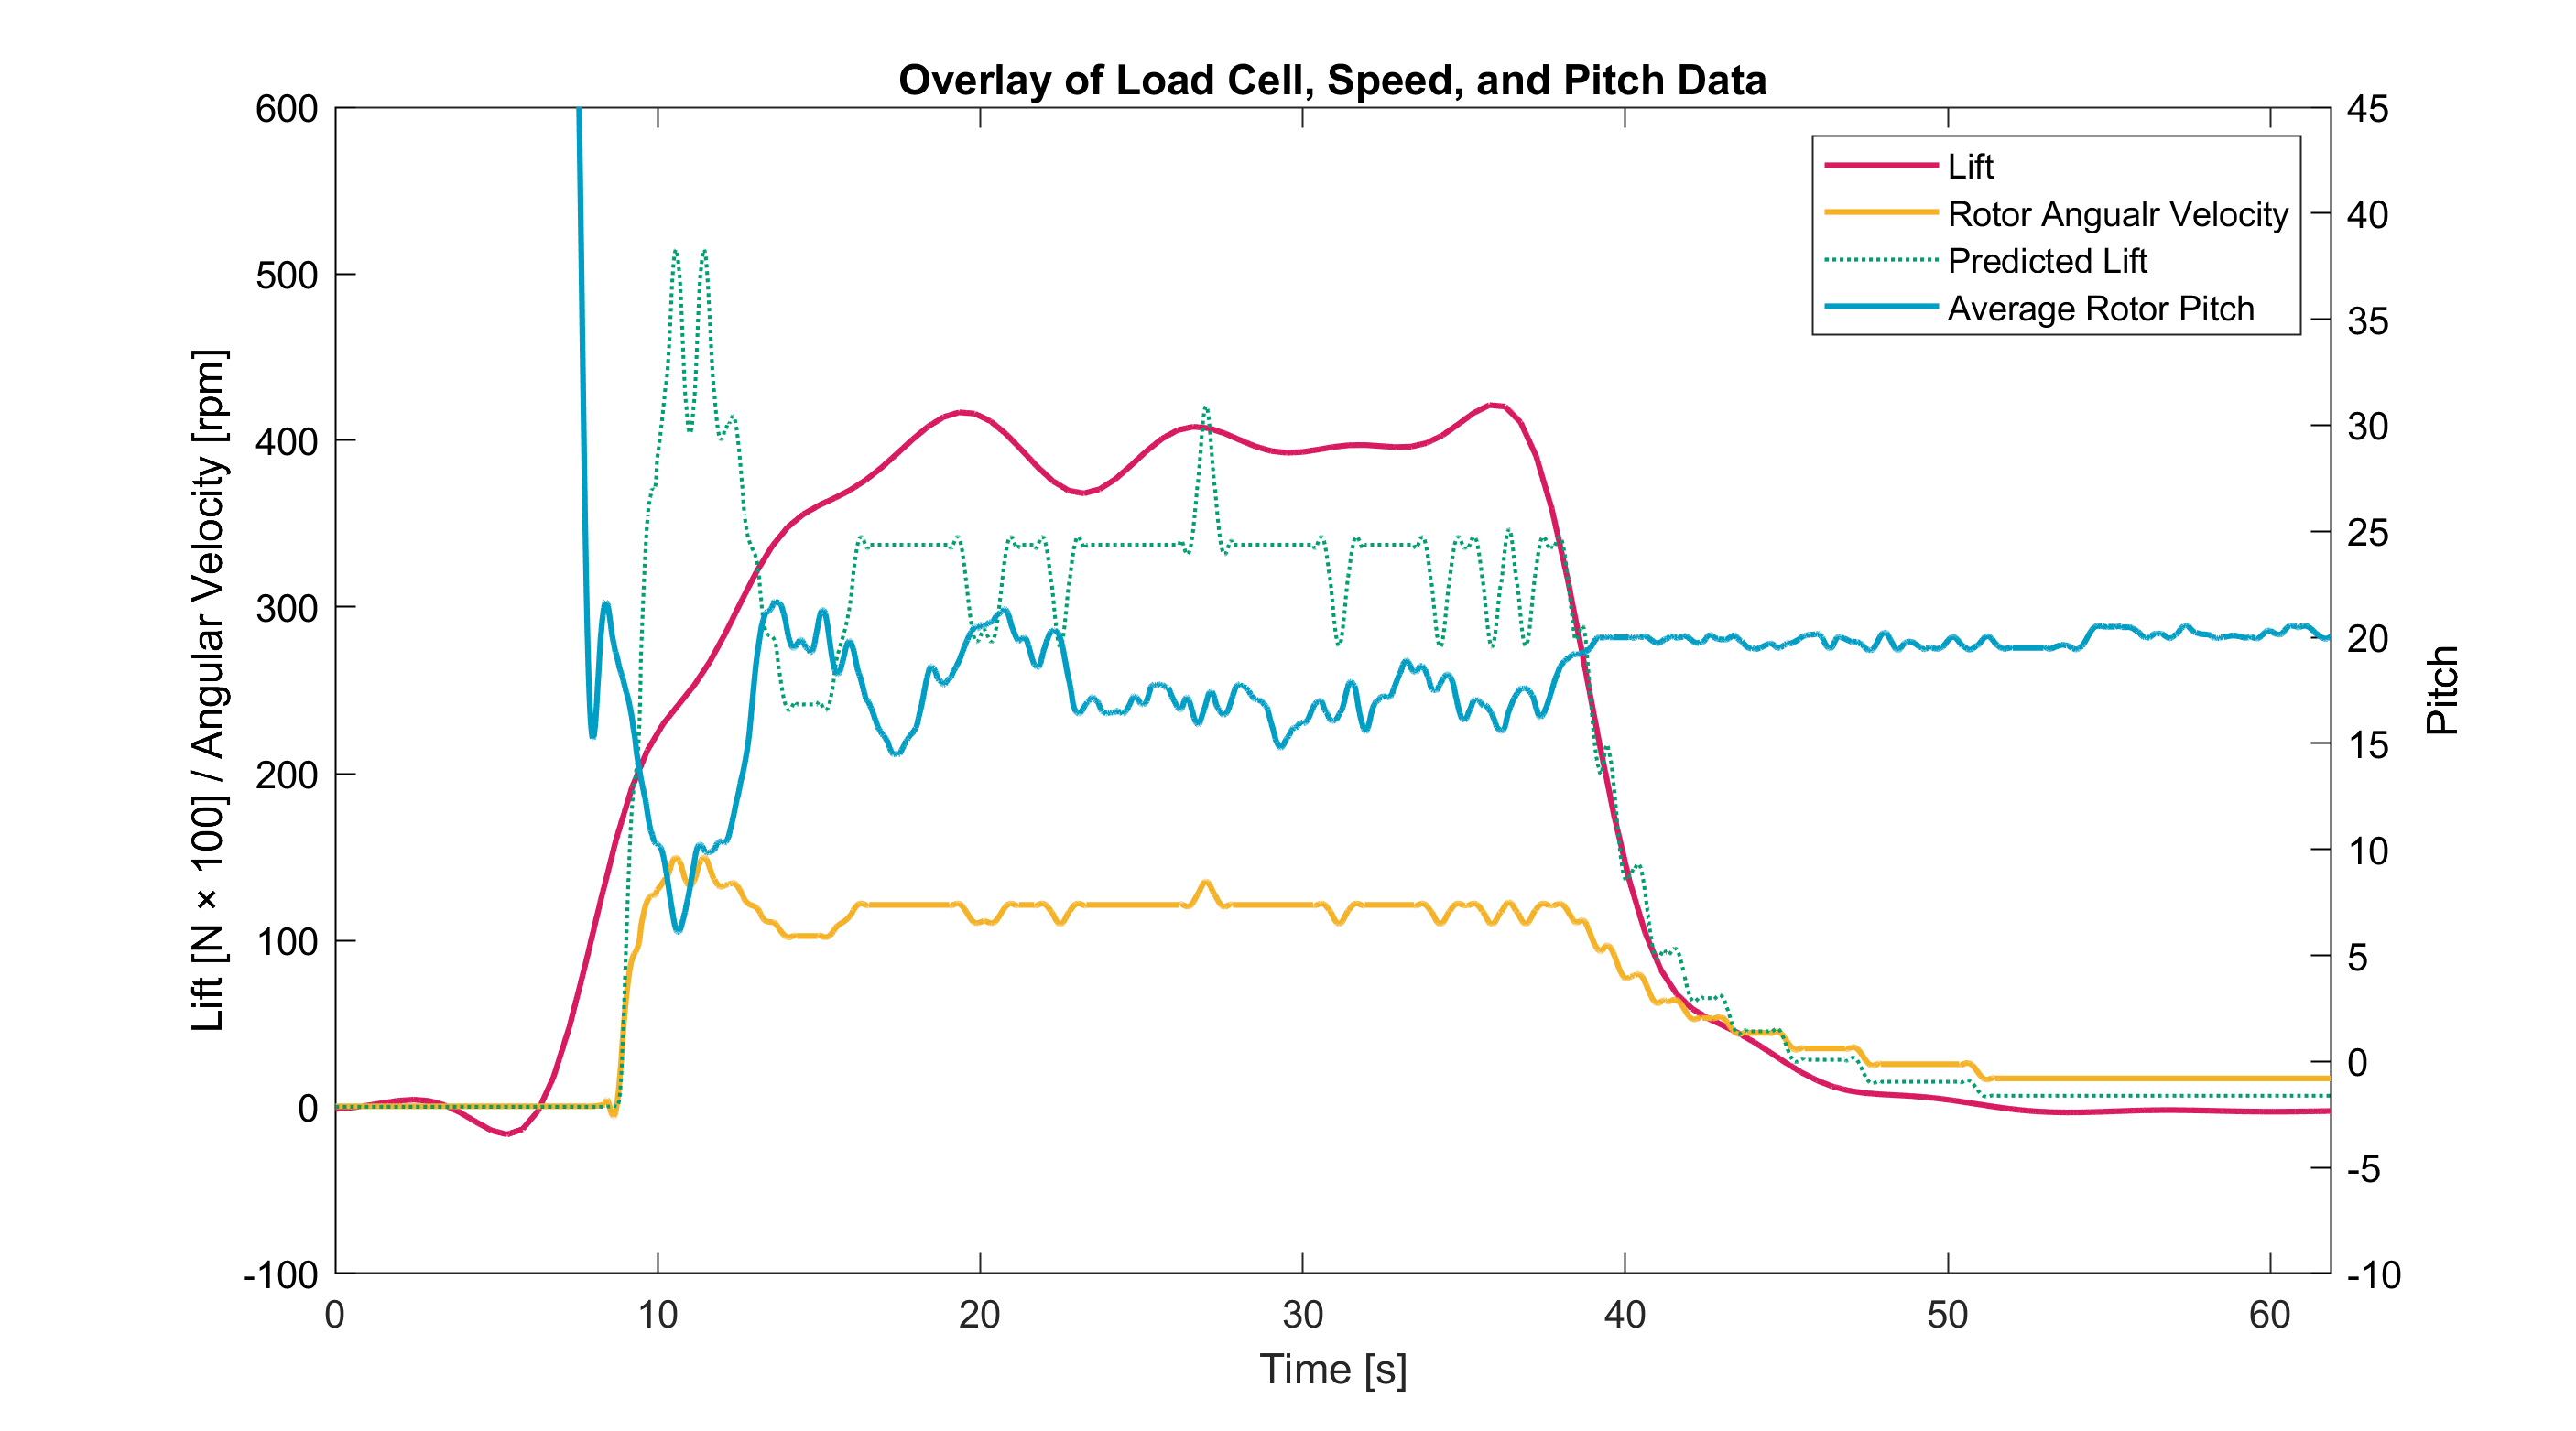 Overlay of Load Cell, Speed, and Pitch Data
600
500
400
300
200
100
0
-100
Lift [N × 100] / Angular Velocity [rpm]
45
40
35
30
25
20
15
10
5
0
-5
-10
Pitch
Lift
Rotor Angualr Velocity
Predicted Lift
Average Rotor Pitch
0 10 20 30 40 50 60
Time [s]